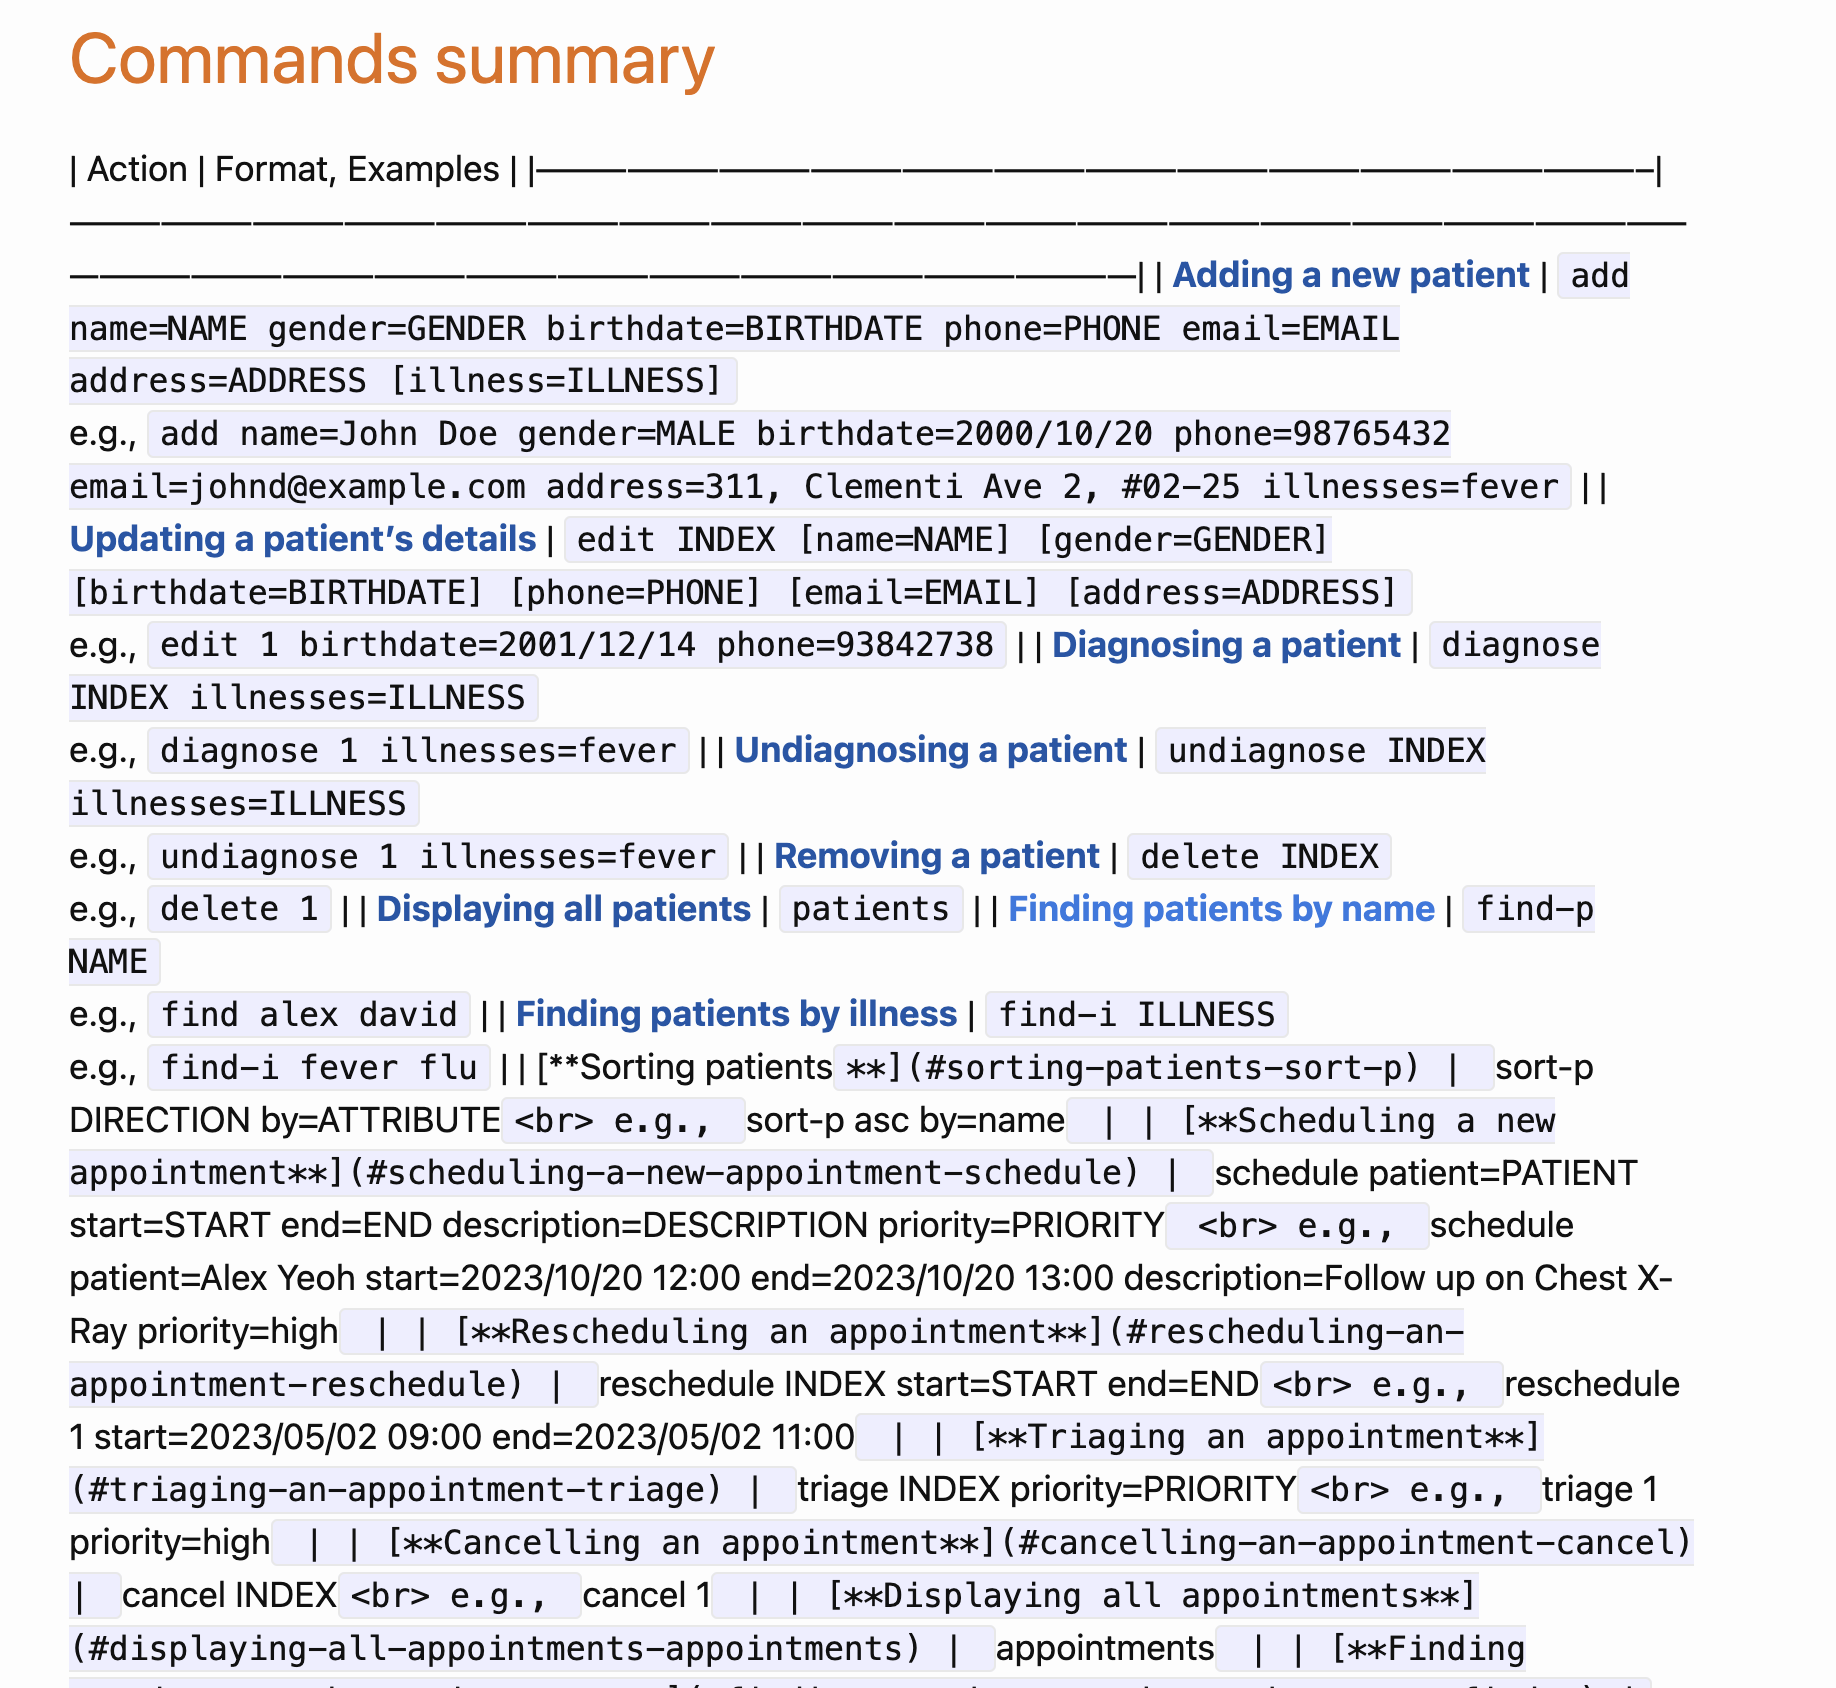 Commands summary
| Action | Format, Examples | |————————————————————————————————————–|
——————————————————————————————————————————————————————
—————————————————————————————————————| | Adding a new patient | add
name=NAME gender=GENDER birthdate=BIRTHDATE phone=PHONE email=EMAIL
address=ADDRESS [illness=ILLNESS]
e.g., add name=John Doe gender=MALE birthdate=2000/10/20 phone=98765432
email=johnd@example.com address=311, Clementi Ave 2, #02-25 illnesses=fever | |
Updating a patient’s details | edit INDEX [name=NAME] [gender=GENDER]
[birthdate=BIRTHDATE] [phone=PHONE] [email=EMAIL] [address=ADDRESS]
e.g., edit 1 birthdate=2001/12/14 phone=93842738 | | Diagnosing a patient | diagnose
INDEX illnesses=ILLNESS
e.g., diagnose 1 illnesses=fever | | Undiagnosing a patient | undiagnose INDEX
illnesses=ILLNESS
e.g., undiagnose 1 illnesses=fever | | Removing a patient | delete INDEX
e.g., delete 1 | | Displaying all patients | patients | | Finding patients by name | find-p
NAME
e.g., find alex david | | Finding patients by illness | find-i ILLNESS
e.g., find-i fever flu | | [**Sorting patients **](#sorting-patients-sort-p) | sort-p
DIRECTION by=ATTRIBUTE <br> e.g., sort-p asc by=name | | [**Scheduling a new
appointment**](#scheduling-a-new-appointment-schedule) | schedule patient=PATIENT
start=START end=END description=DESCRIPTION priority=PRIORITY <br> e.g., schedule
patient=Alex Yeoh start=2023/10/20 12:00 end=2023/10/20 13:00 description=Follow up on Chest X-
Ray priority=high | | [**Rescheduling an appointment**](#rescheduling-an-
appointment-reschedule) | reschedule INDEX start=START end=END <br> e.g., reschedule
1 start=2023/05/02 09:00 end=2023/05/02 11:00 | | [**Triaging an appointment**]
(#triaging-an-appointment-triage) | triage INDEX priority=PRIORITY <br> e.g., triage 1
priority=high | | [**Cancelling an appointment**](#cancelling-an-appointment-cancel)
| cancel INDEX <br> e.g., cancel 1 | | [**Displaying all appointments**]
(#displaying-all-appointments-appointments) | appointments | | [**Finding